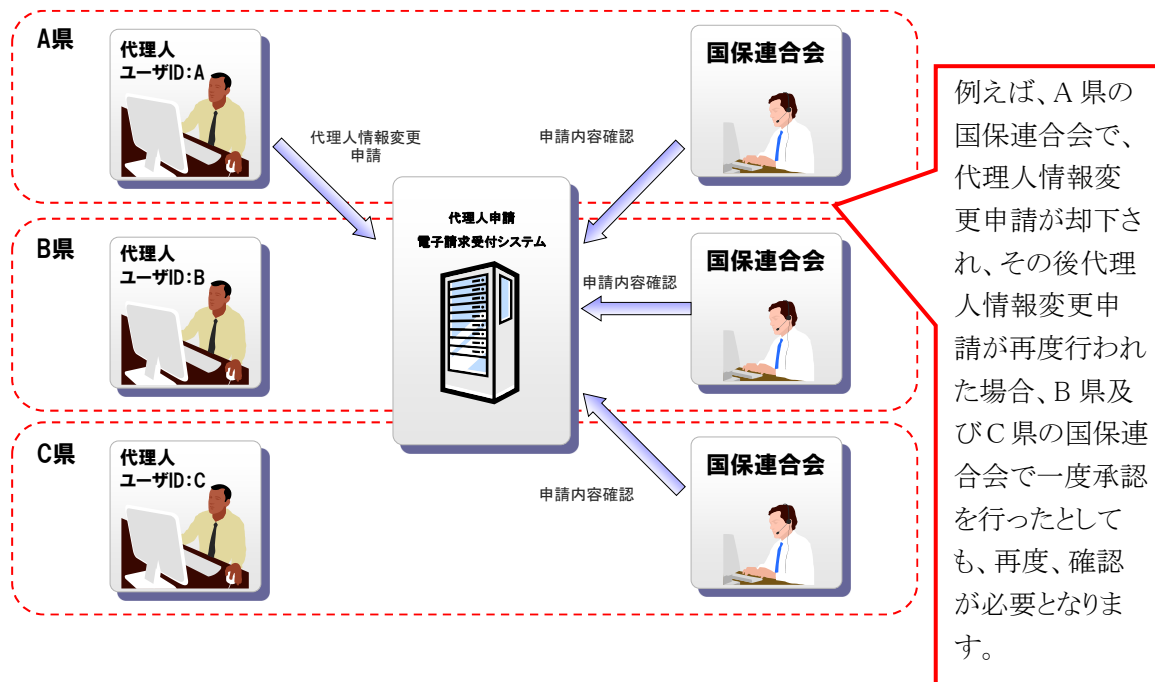 A県
代理人
ユーザID:A
国保連合会
代理人情報変更
申請
申請内容確認
代理人申請
電子請求受付システム
B県
代理人
ユーザID:B
国保連合会
申請内容確認
C県
代理人
ユーザID:C
国保連合会
申請内容確認
例えば、A 県の
国保連合会で、
代理人情報変
更申請が却下さ
れ、その後代理
人情報変更申
請が再度行われ
た場合、B 県及
びC 県の国保連
合会で一度承認
を行ったとして
も、再度、確認
が必要となりま
す。